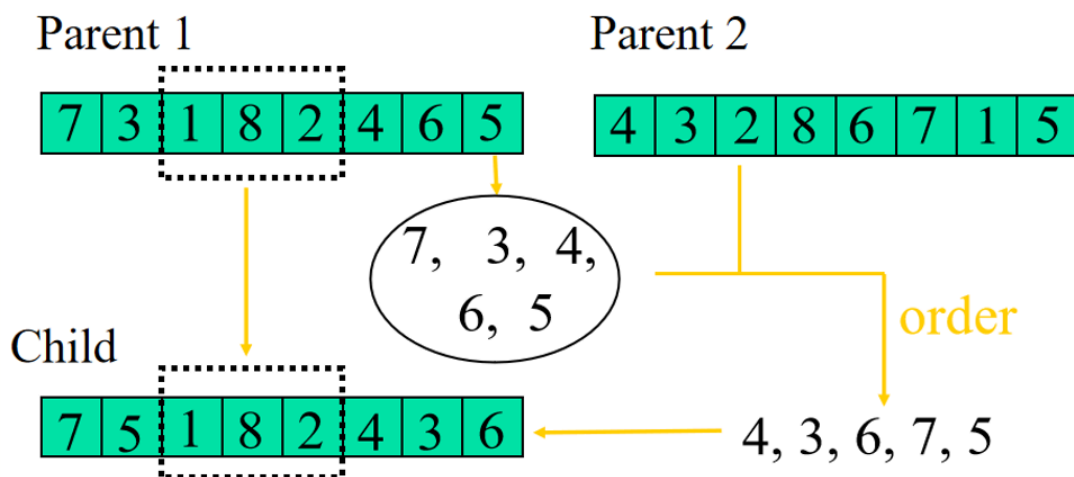 Parent 1 Parent 2
7 3 1 8 2 4 6 5 4 3 2 8 6 7 1 5
7, 3, 4,
6, 5
order
Child
7 5 1 8 2 4 3 6 4, 3, 6, 7, 5